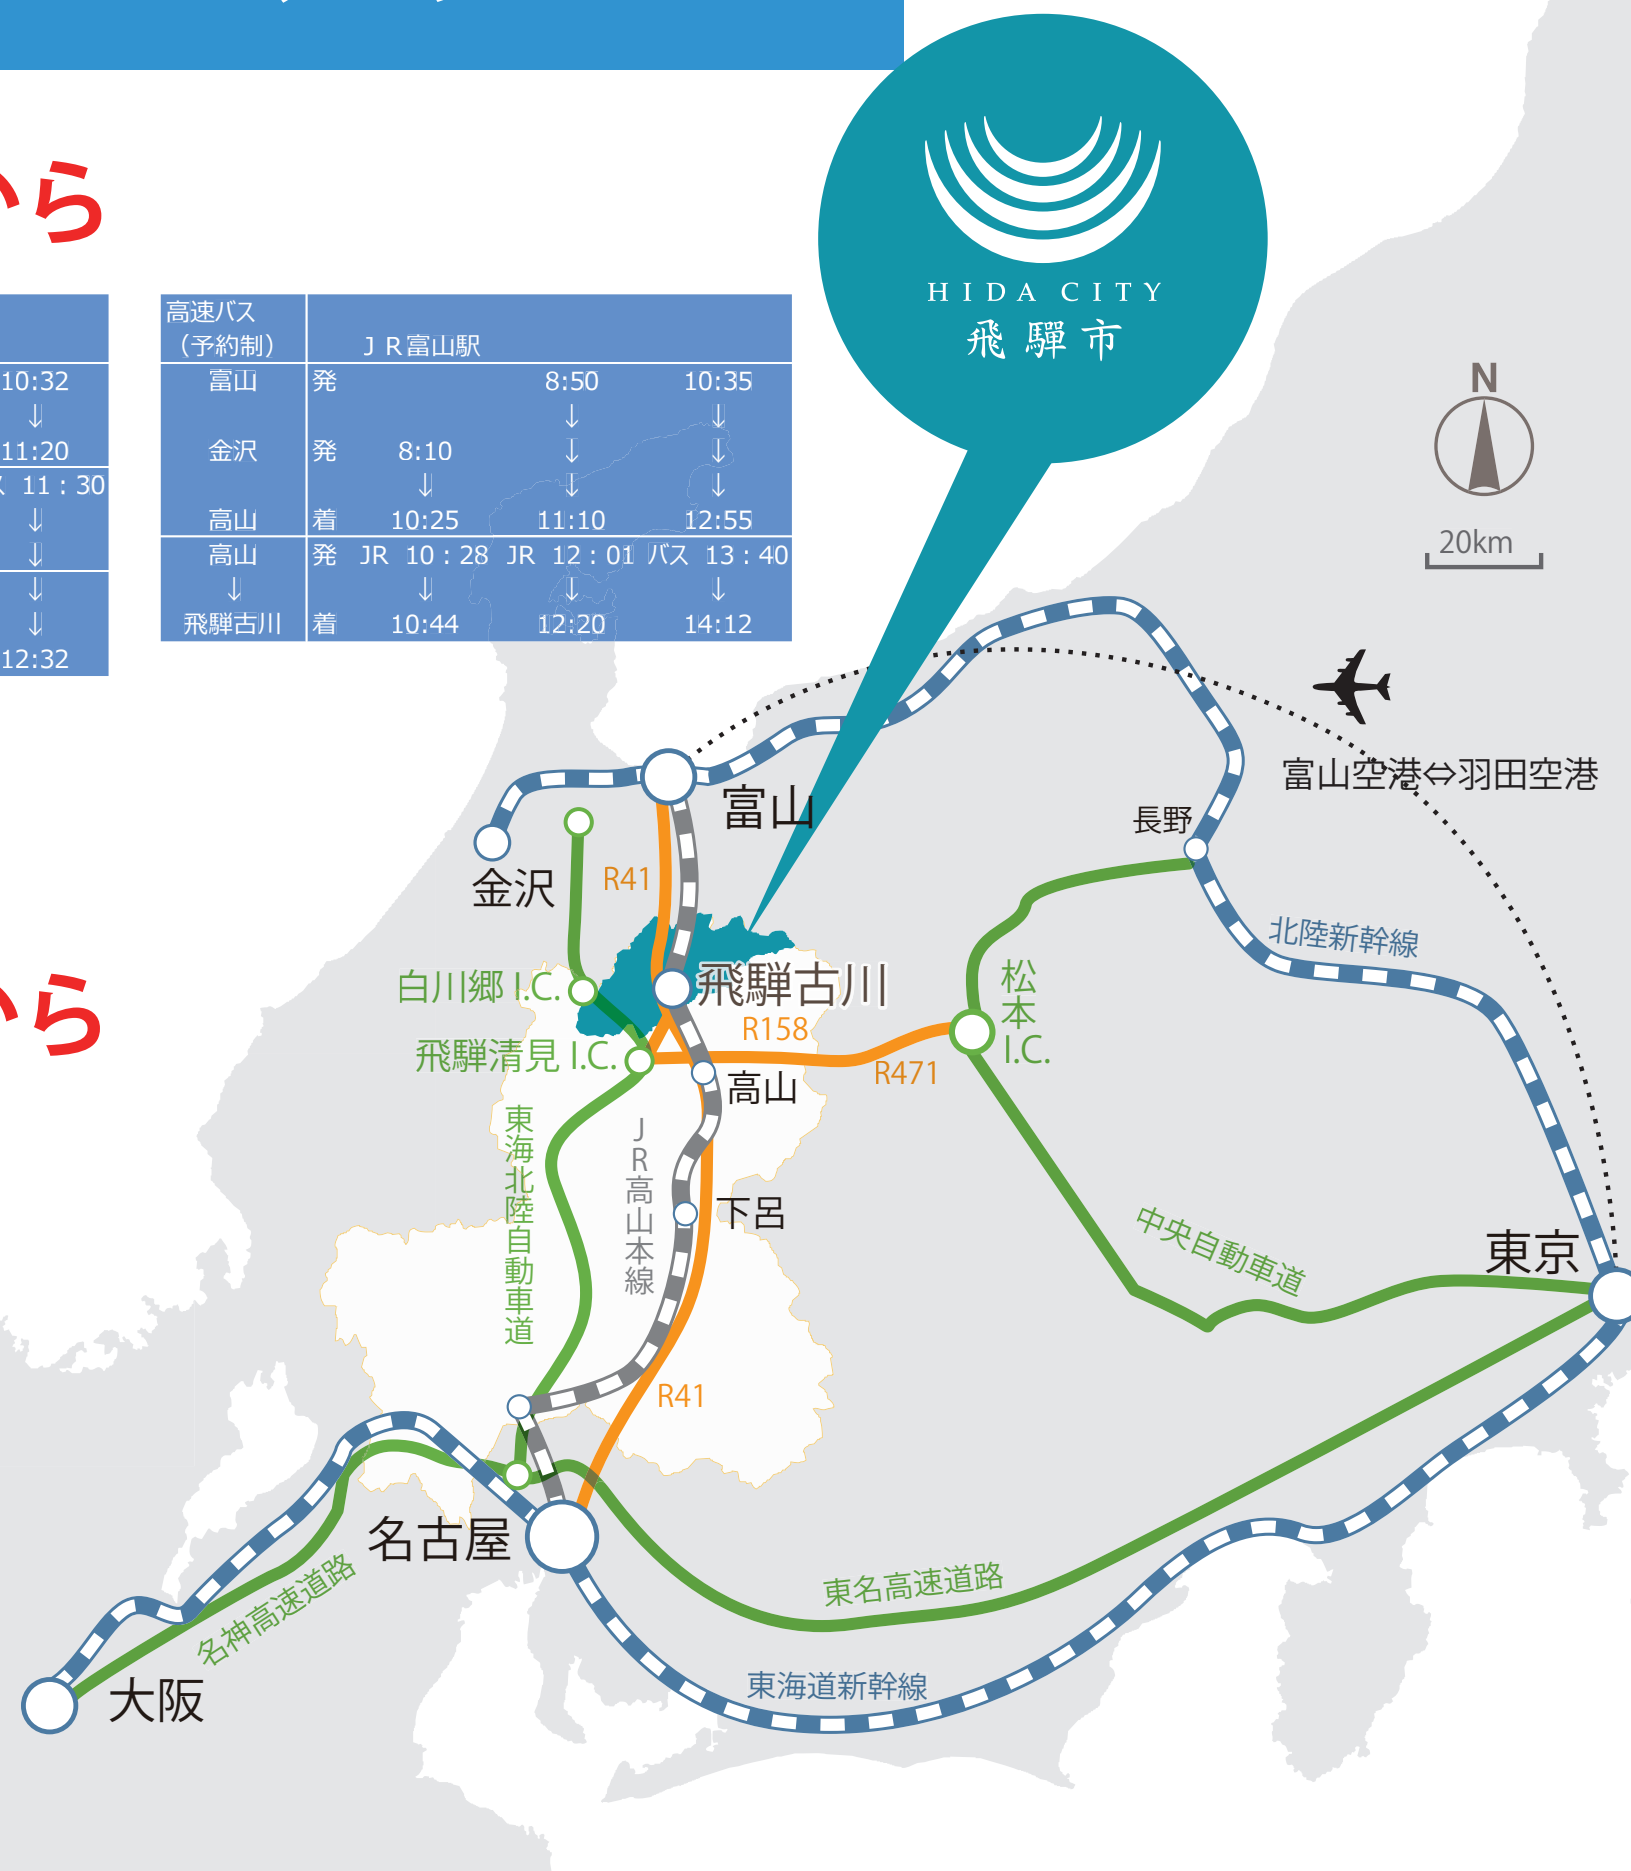 から
10:32
↓
11:20
ス 11：30
↓
↓
↓
↓
12:32
高速バス
（予約制） ＪＲ富山駅
富山 発 8:50 10:35
↓ ↓
金沢 発 8:10 ↓ ↓
↓ ↓ ↓
高山 着 10:25 11:10 12:55
高山 発 JR 10：28 JR 12：01 バス 13：40
↓ ↓ ↓ ↓
飛騨古川 着 10:44 12:20 14:12
HIDA CITY
飛驒市
N
20km
富山空港⇔羽田空港
富山
長野
金沢
R41
北陸新幹線
白川郷 I.C.
飛騨古川
松本I.C.
R158
飛騨清見 I.C.
R471
高山
から
東海北陸自動車道
JR高山本線
下呂
中央自動車道
東京
R41
名古屋
名神高速道路
東名高速道路
東海道新幹線
大阪